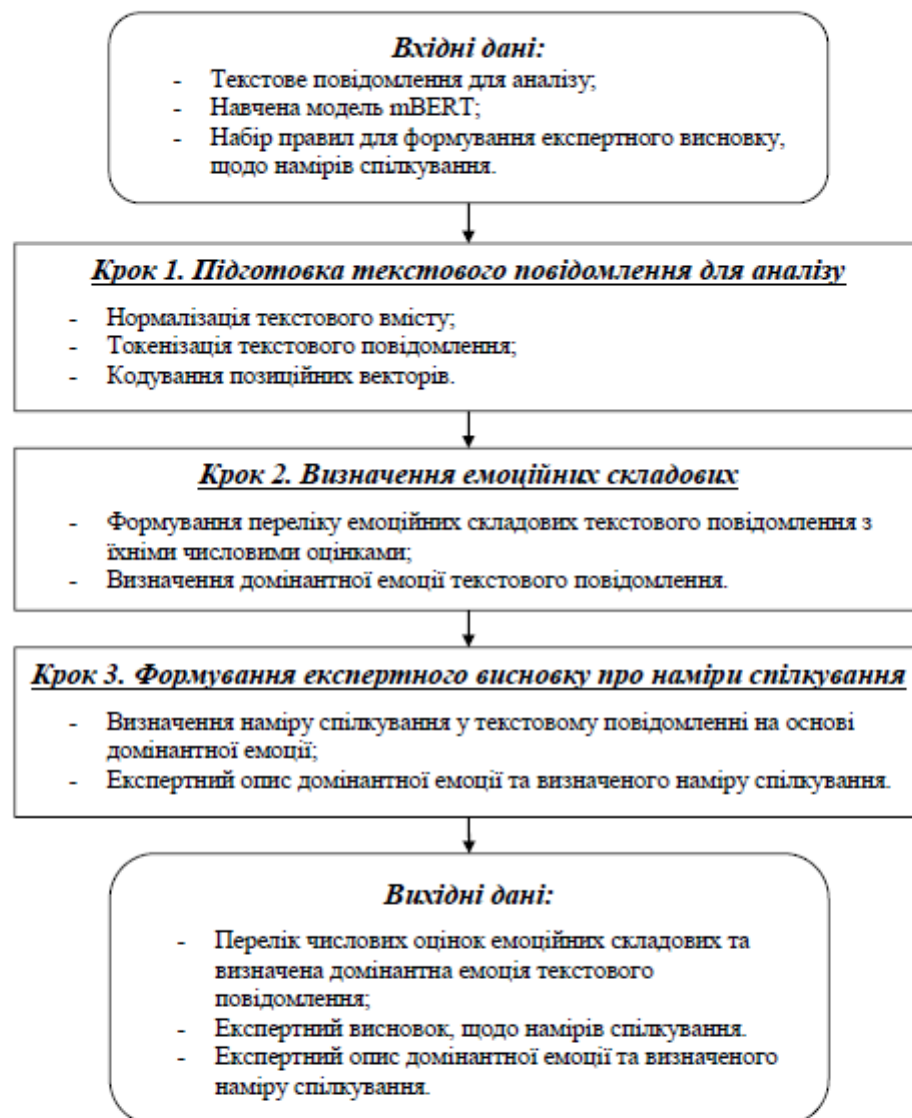 Вхідні дані:
- Текстове повідомлення для аналізу;
- Навчена модель mBERT;
- Набір правил для формування експертного висновку,
щодо намірів спілкування.
Крок 1. Підготовка текстового повідомлення для аналізу
- Нормалізація текстового вмісту;
- Токенізація текстового повідомлення;
- Кодування позиційних векторів.
Крок 2. Визначення емоційних складових
- Формування переліку емоційних складових текстового повідомлення з
їхніми числовими оцінками;
- Визначення домінантної емоції текстового повідомлення.
Крок 3. Формування експертного висновку про наміри спілкування
- Визначення наміру спілкування у текстовому повідомленні на основі
домінантної емоції;
- Експертний опис домінантної емоції та визначеного наміру спілкування.
Вихідні дані:
- Перелік числових оцінок емоційних складових та
визначена домінантна емоція текстового
повідомлення;
- Експертний висновок, щодо намірів спілкування.
- Експертний опис домінантної емоції та визначеного
наміру спілкування.